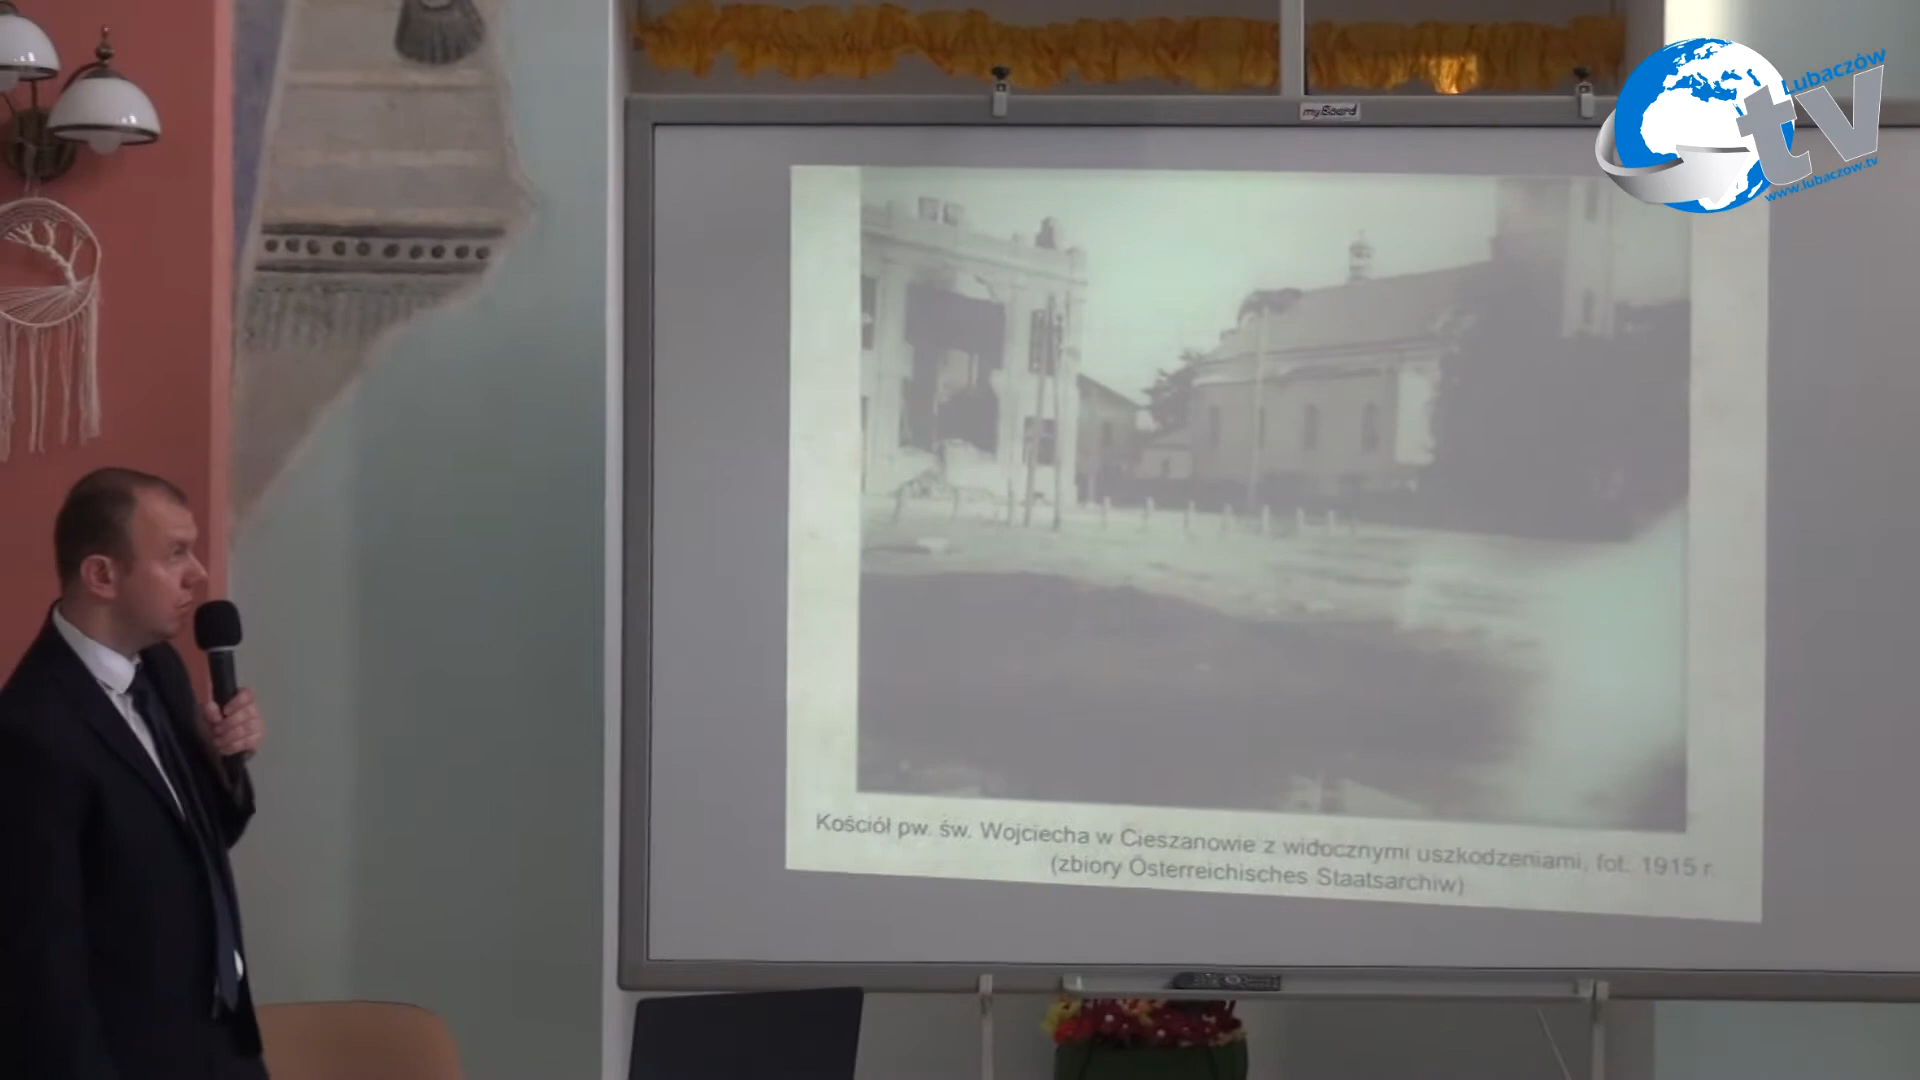 myBoard
Lubaczów
tv
www.lubaczow.tv
Kościół pw. św. Wojciecha w Cieszanowie z widocznymi uszkodzeniami, fot. 1915 r.
(zbiory Österreichisches Staatsarchiw)